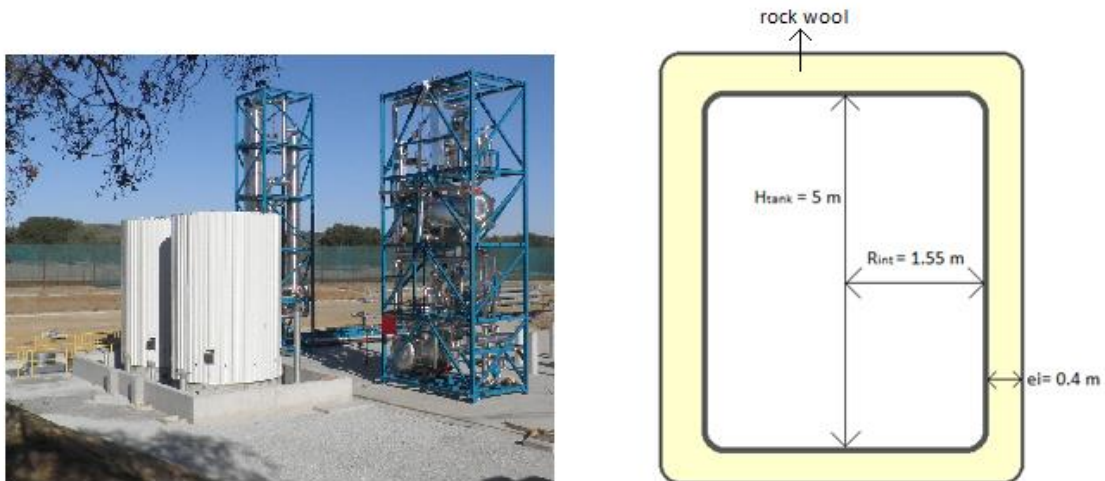 rock wool
Htank = 5 m
Rint = 1.55 m
ei= 0.4 m